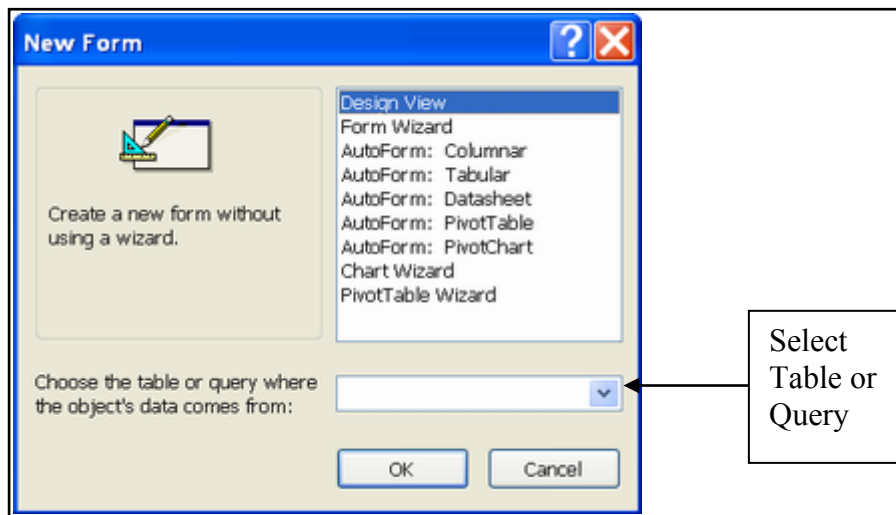 New Form
Design View
Form Wizard
AutoForm: Columnar
AutoForm: Tabular
AutoForm: Datasheet
AutoForm: PivotTable
AutoForm: PivotChart
Chart Wizard
PivotTable Wizard
Create a new form without
using a wizard.
Choose the table or query where
the object's data comes from:
OK
Cancel
Select
Table or
Query